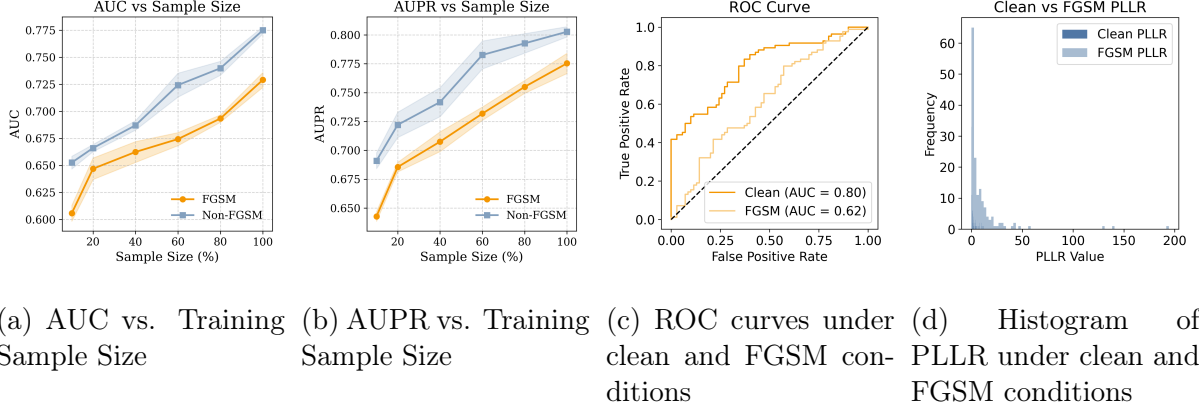 AUC vs Sample Size
0.775
0.750
0.725
0.700
0.675
0.650
0.625
0.600
AUC
20 40 60 80 100
Sample Size (%)
FGSM
Non-FGSM
AUPR vs Sample Size
0.800
0.775
0.750
0.725
0.700
0.675
0.650
AUPR
20 40 60 80 100
Sample Size (%)
FGSM
Non-FGSM
ROC Curve
1.0
0.8
0.6
0.4
0.2
0.0
True Positive Rate
0.00 0.25 0.50 0.75 1.00
False Positive Rate
Clean (AUC = 0.80)
FGSM (AUC = 0.62)
Clean vs FGSM PLLR
60
50
40
30
20
10
0
Frequency
0 50 100 150 200
PLLR Value
Clean PLLR
FGSM PLLR
(a) AUC vs. Training
Sample Size
(b) AUPR vs. Training
Sample Size
(c) ROC curves under
clean and FGSM con-
ditions
(d) Histogram of
PLLR under clean and
FGSM conditions